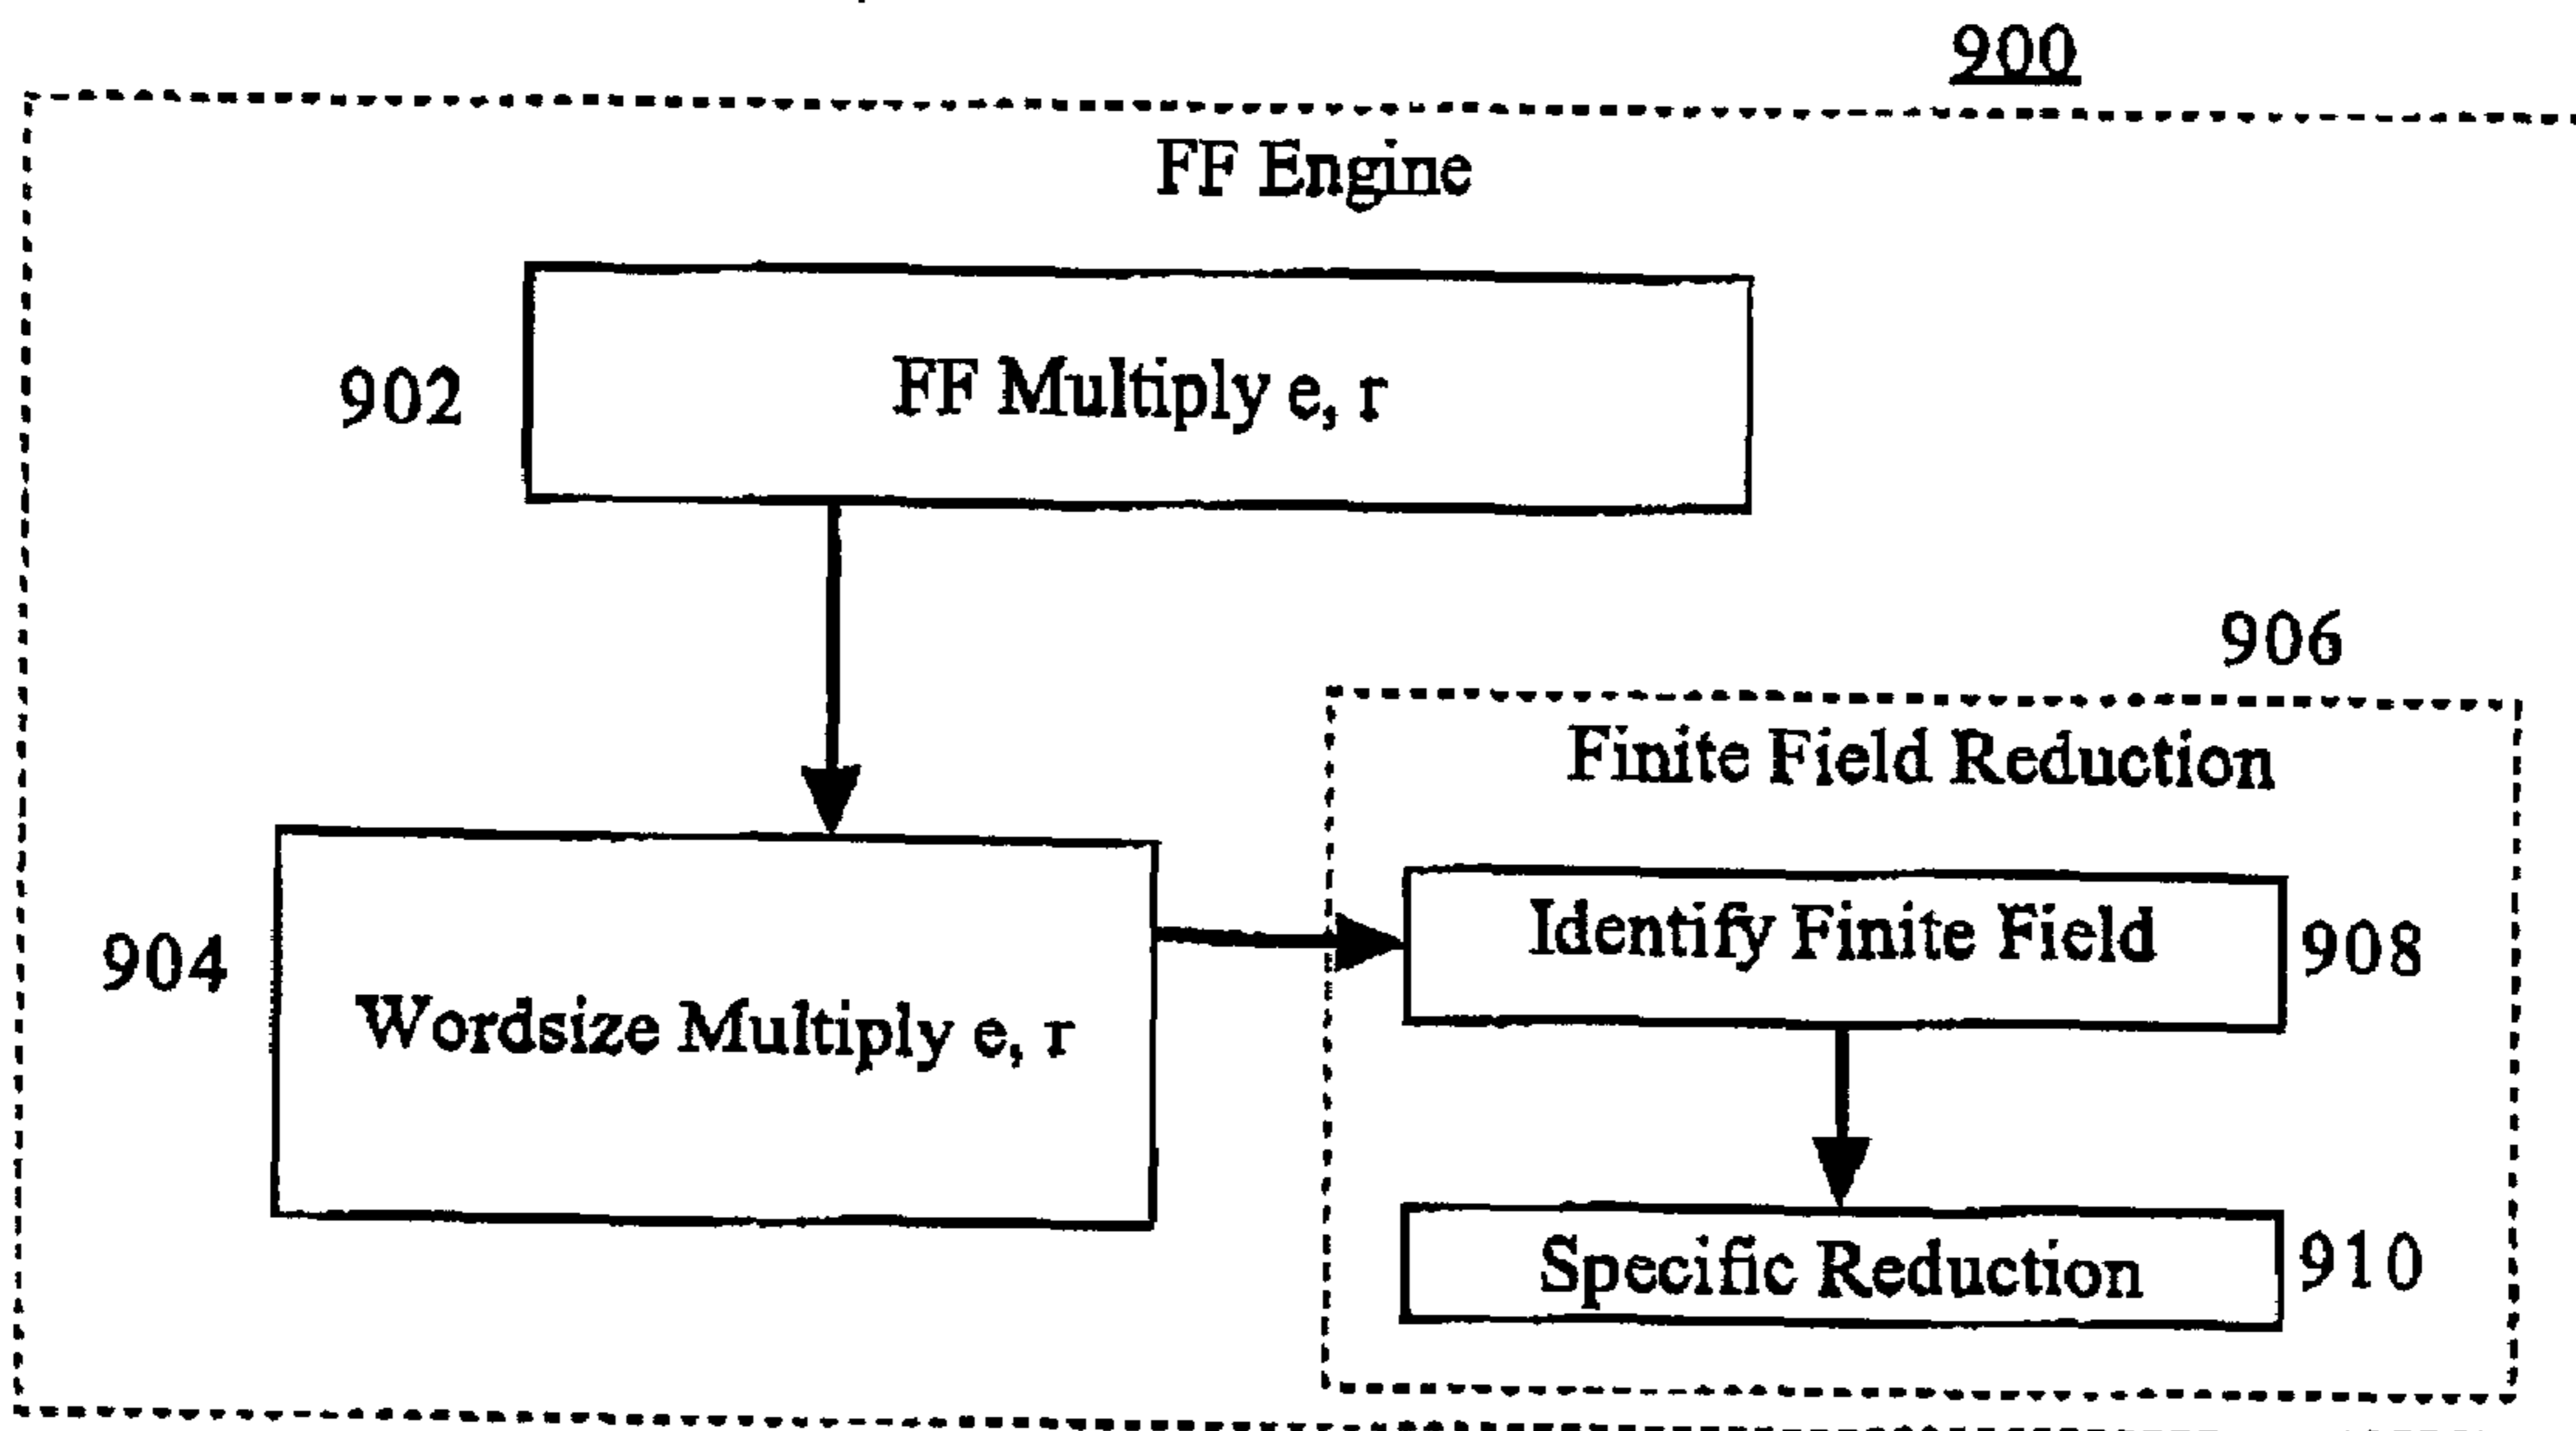 900
FF Engine
902
FF Multiply e, r
906
Finite Field Reduction
904
Wordsize Multiply e, r
Identify Finite Field
908
Specific Reduction
910